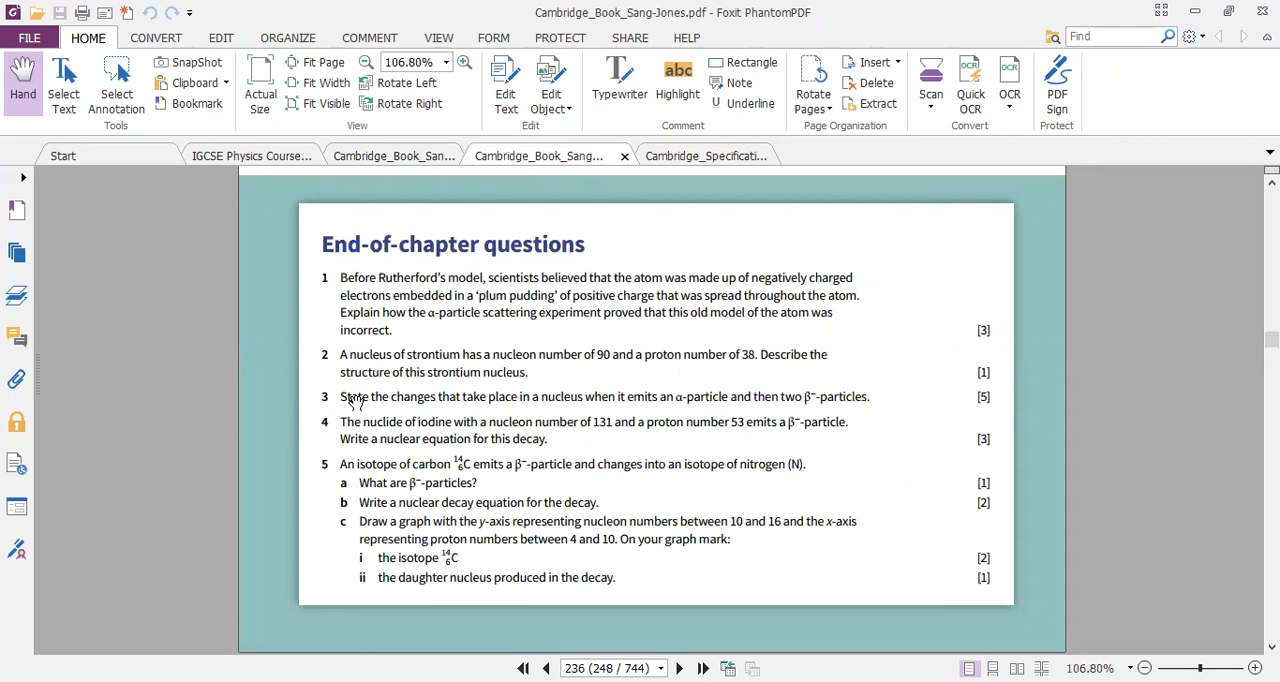 Cambridge_Book_Sang-Jones.pdf - Foxit PhantomPDF
FILE HOME CONVERT EDIT ORGANIZE COMMENT VIEW FORM PROTECT SHARE HELP Find
Hand
Select Text
Select Annotation
SnapShot
Clipboard
Bookmark
Tools
Actual Size
Fit Page
Fit Width
Fit Visible
106.80%
Rotate Left
Rotate Right
View
Edit Text
Edit Object
Edit
Typewriter
Highlight
Rectangle
Note
Underline
Comment
Rotate Pages
Insert
Delete
Extract
Page Organization
Scan
Quick OCR
OCR
Convert
PDF Sign
Protect
Start IGCSE Physics Course... Cambridge_Book_San... Cambridge_Book_Sang... Cambridge_Specificati...
End-of-chapter questions
1 Before Rutherford's model, scientists believed that the atom was made up of negatively charged
electrons embedded in a 'plum pudding' of positive charge that was spread throughout the atom.
Explain how the α-particle scattering experiment proved that this old model of the atom was
incorrect. [3]
2 A nucleus of strontium has a nucleon number of 90 and a proton number of 38. Describe the
structure of this strontium nucleus. [1]
3 State the changes that take place in a nucleus when it emits an α-particle and then two β⁻-particles. [5]
4 The nuclide of iodine with a nucleon number of 131 and a proton number 53 emits a β⁻-particle.
Write a nuclear equation for this decay. [3]
5 An isotope of carbon ¹⁴₆C emits a β⁻-particle and changes into an isotope of nitrogen (N).
a What are β⁻-particles? [1]
b Write a nuclear decay equation for the decay. [2]
c Draw a graph with the y-axis representing nucleon numbers between 10 and 16 and the x-axis
representing proton numbers between 4 and 10. On your graph mark:
i the isotope ¹⁴₆C [2]
ii the daughter nucleus produced in the decay. [1]
236 (248 / 744) 106.80%